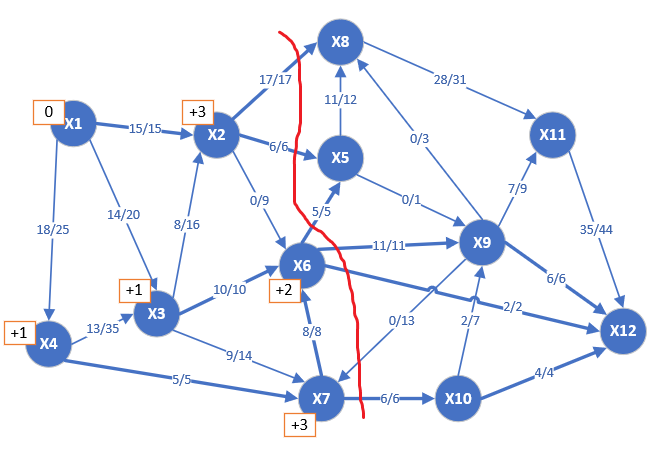 X8
17/17
28/31
0
X1
+3
X2
15/15
11/12
0/3
X11
6/6
X5
18/25
14/20
8/16
0/9
0/1
7/9
5/5
35/44
11/11
X9
X6
10/10
+1
+2
X3
6/6
2/2
+1
X4
13/35
8/8
0/13
2/7
X12
9/14
5/5
4/4
X7
6/6
X10
+3